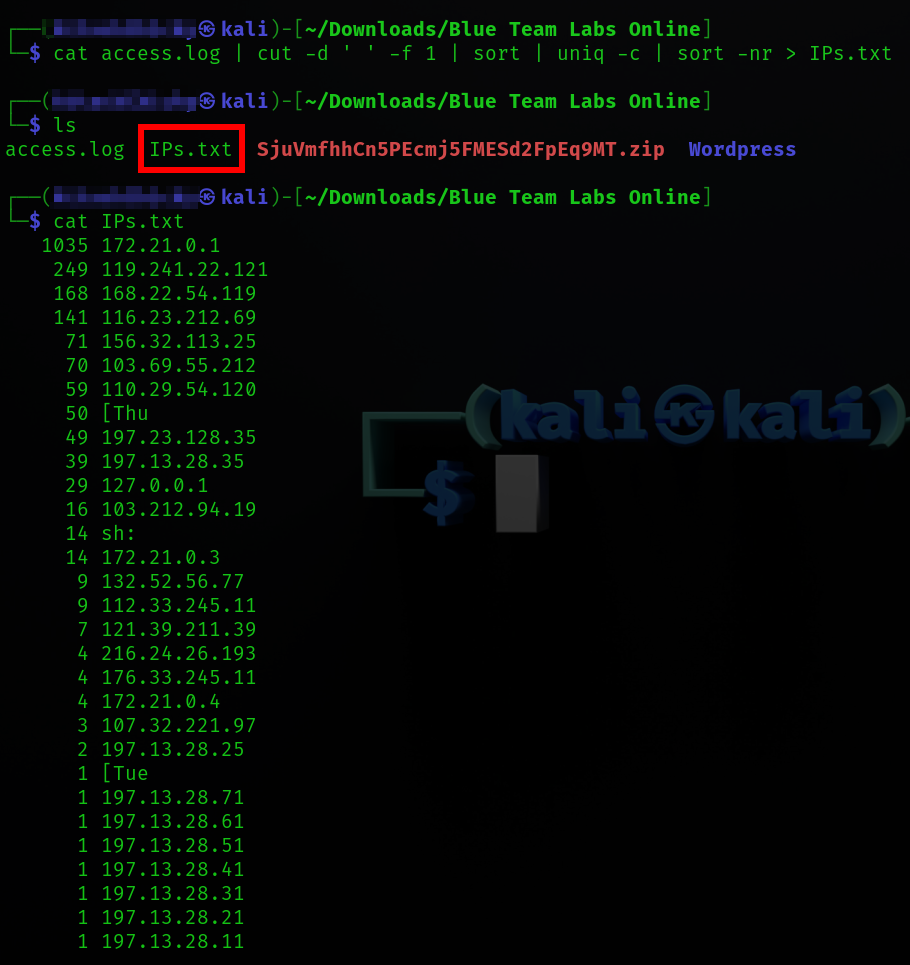 ㉿kali)-[~/Downloads/Blue Team Labs Online]
└─$ cat access.log | cut -d ' ' -f 1 | sort | uniq -c | sort -nr > IPs.txt
┌──(㉿kali)-[~/Downloads/Blue Team Labs Online]
└─$ ls
access.log IPs.txt SjuVmfhhCn5PEcmj5FMESd2FpEq9MT.zip Wordpress
┌──(㉿kali)-[~/Downloads/Blue Team Labs Online]
└─$ cat IPs.txt
1035 172.21.0.1
249 119.241.22.121
168 168.22.54.119
141 116.23.212.69
71 156.32.113.25
70 103.69.55.212
59 110.29.54.120
50 [Thu
49 197.23.128.35
39 197.13.28.35
29 127.0.0.1
16 103.212.94.19
14 sh:
14 172.21.0.3
9 132.52.56.77
9 112.33.245.11
7 121.39.211.39
4 216.24.26.193
4 176.33.245.11
4 172.21.0.4
3 107.32.221.97
2 197.13.28.25
1 [Tue
1 197.13.28.71
1 197.13.28.61
1 197.13.28.51
1 197.13.28.41
1 197.13.28.31
1 197.13.28.21
1 197.13.28.11
(kali㉿kali)
$